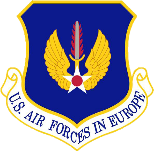 U.S. AIR FORCES IN EUROPE